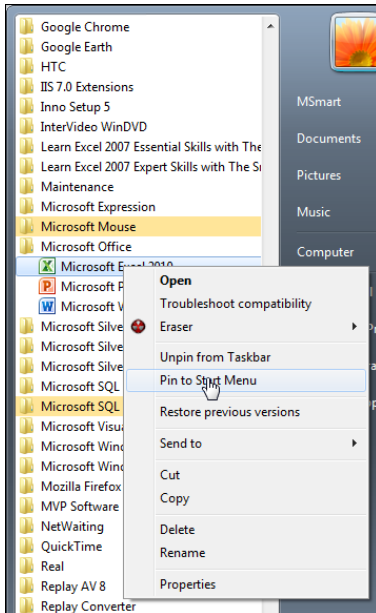 Google Chrome
Google Earth
HTC
IIS 7.0 Extensions
Inno Setup 5
InterVideo WinDVD
Learn Excel 2007 Essential Skills with The
Learn Excel 2007 Expert Skills with The Sr
Maintenance
Microsoft Expression
Microsoft Mouse
Microsoft Office
Microsoft Excel 2010
Microsoft P
Microsoft W
Microsoft Silve
Microsoft Silve
Microsoft Silve
Microsoft SQL
Microsoft SQL
Microsoft Visua
Microsoft Wind
Microsoft Wind
Mozilla Firefox
MVP Software
NetWaiting
QuickTime
Real
Replay AV 8
Replay Converter
MSmart
Documents
Pictures
Music
Computer
Open
Troubleshoot compatibility
Eraser
Unpin from Taskbar
Pin to Start Menu
Restore previous versions
Send to
Cut
Copy
Delete
Rename
Properties